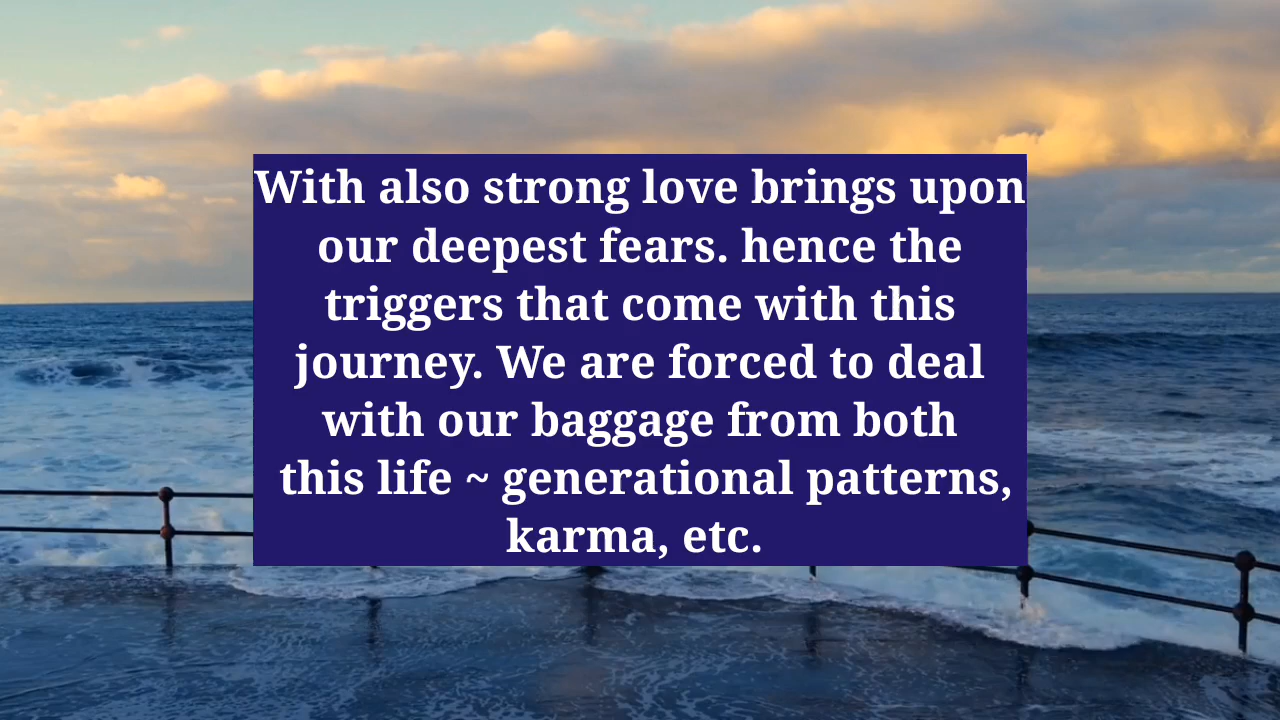 With also strong love brings upon
our deepest fears. hence the
triggers that come with this
journey. We are forced to deal
with our baggage from both
this life ~ generational patterns,
karma, etc.